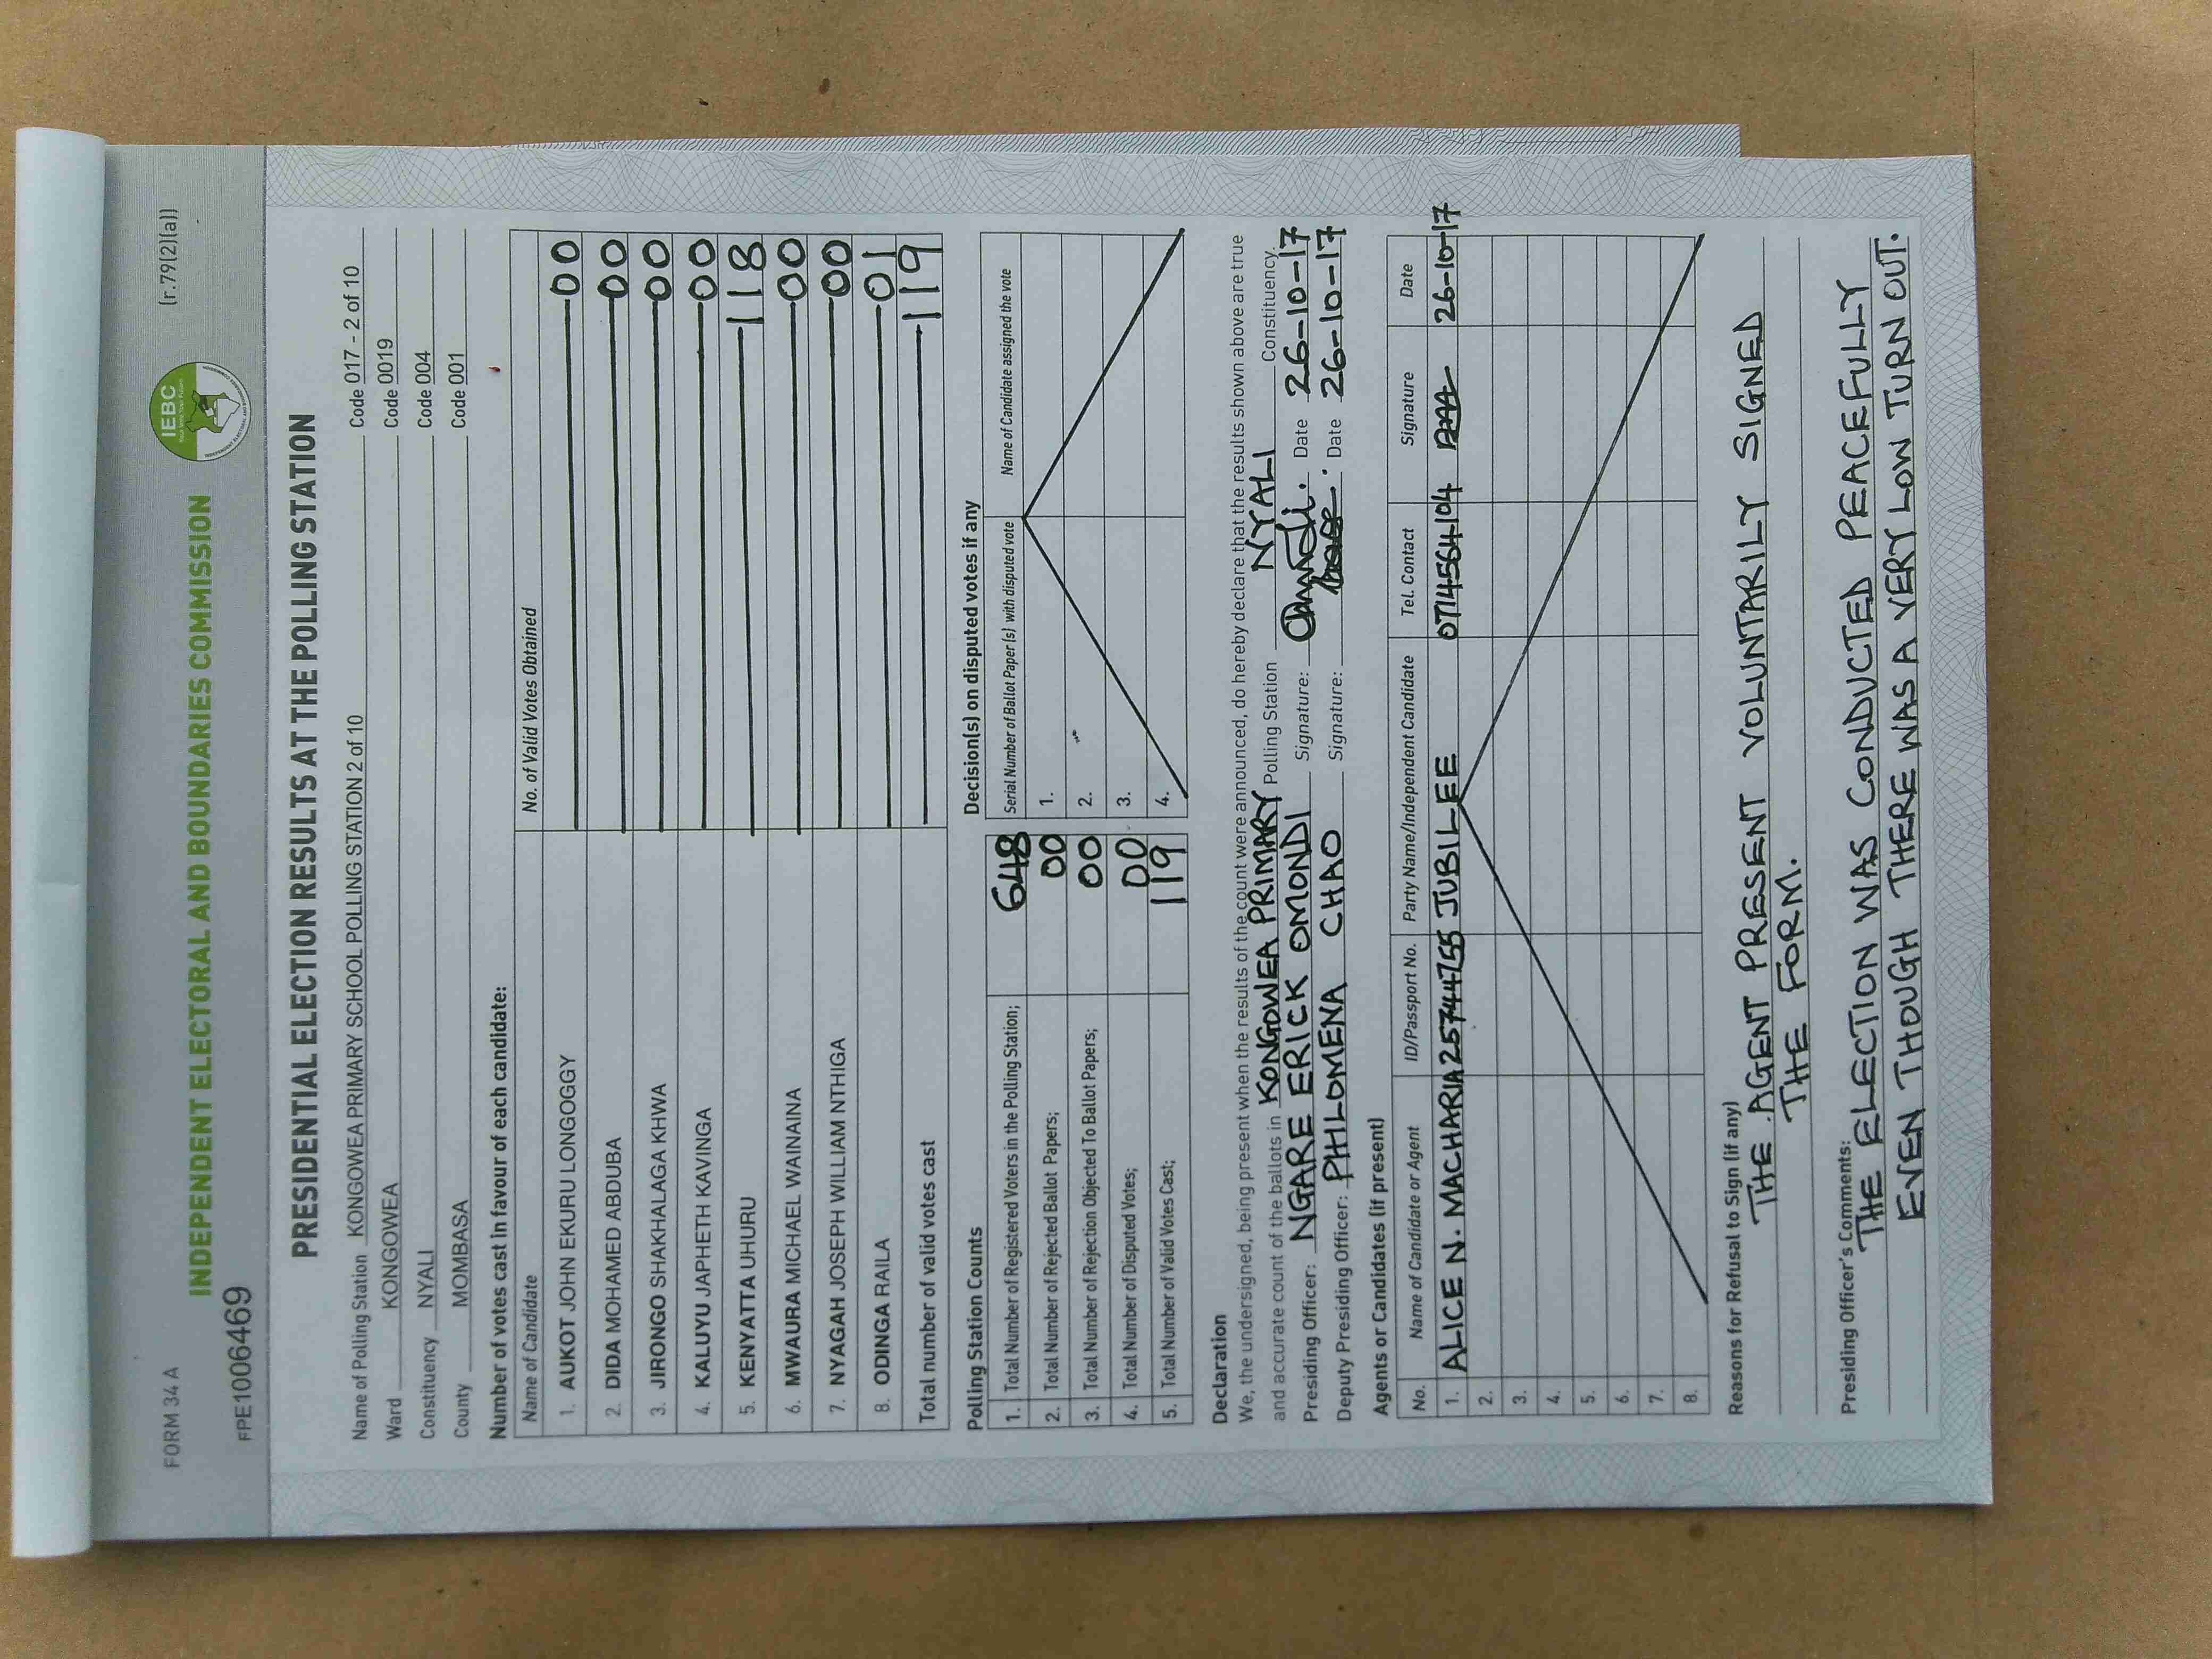 FORM 34 A
(r.79(2)(a))
INDEPENDENT ELECTORAL AND BOUNDARIES COMMISSION
IEBC
FPE1006469
PRESIDENTIAL ELECTION RESULTS AT THE POLLING STATION
Name of Polling Station KONGOWEA PRIMARY SCHOOL POLLING STATION 2 of 10 Code 017 - 2 of 10
Ward KONGOWEA Code 0019
Constituency NYALI Code 004
County MOMBASA Code 001
Number of votes cast in favour of each candidate:
Name of Candidate No. of Valid Votes Obtained
1. AUKOT JOHN EKURU LONGOGGY 00
2. DIDA MOHAMED ABDUBA 00
3. JIRONGO SHAKHALAGA KHWA 00
4. KALUYU JAPHETH KAVINGA 00
5. KENYATTA UHURU 118
6. MWAURA MICHAEL WAINAINA 00
7. NYAGAH JOSEPH WILLIAM NTHIGA 00
8. ODINGA RAILA 01
Total number of valid votes cast 119
Polling Station Counts
1. Total Number of Registered Voters in the Polling Station; 648
2. Total Number of Rejected Ballot Papers; 00
3. Total Number of Rejection Objected To Ballot Papers; 00
4. Total Number of Disputed Votes; 00
5. Total Number of Valid Votes Cast; 119
Decision(s) on disputed votes if any
Serial Number of Ballot Paper(s) with disputed vote Name of Candidate assigned the vote
1.
2.
3.
4.
Declaration
We, the undersigned, being present when the results of the count were announced, do hereby declare that the results shown above are true
and accurate count of the ballots in KONGOWEA PRIMARY Polling Station NYALI Constituency.
Presiding Officer: NGARE ERICK OMONDI Signature: Date 26-10-17
Deputy Presiding Officer: PHILOMENA CHAO Signature: Date 26-10-17
Agents or Candidates (if present)
No. Name of Candidate or Agent ID/Passport No. Party Name/Independent Candidate Tel. Contact Signature Date
1. ALICE N. MACHARIA 25744755 JUBILEE 0714564104 26-10-17
2.
3.
4.
5.
6.
7.
8.
Reasons for Refusal to Sign (if any)
THE AGENT PRESENT VOLUNTARILY SIGNED
THE FORM.
Presiding Officer's Comments:
THE ELECTION WAS CONDUCTED PEACEFULLY
EVEN THOUGH THERE WAS A VERY LOW TURN OUT.